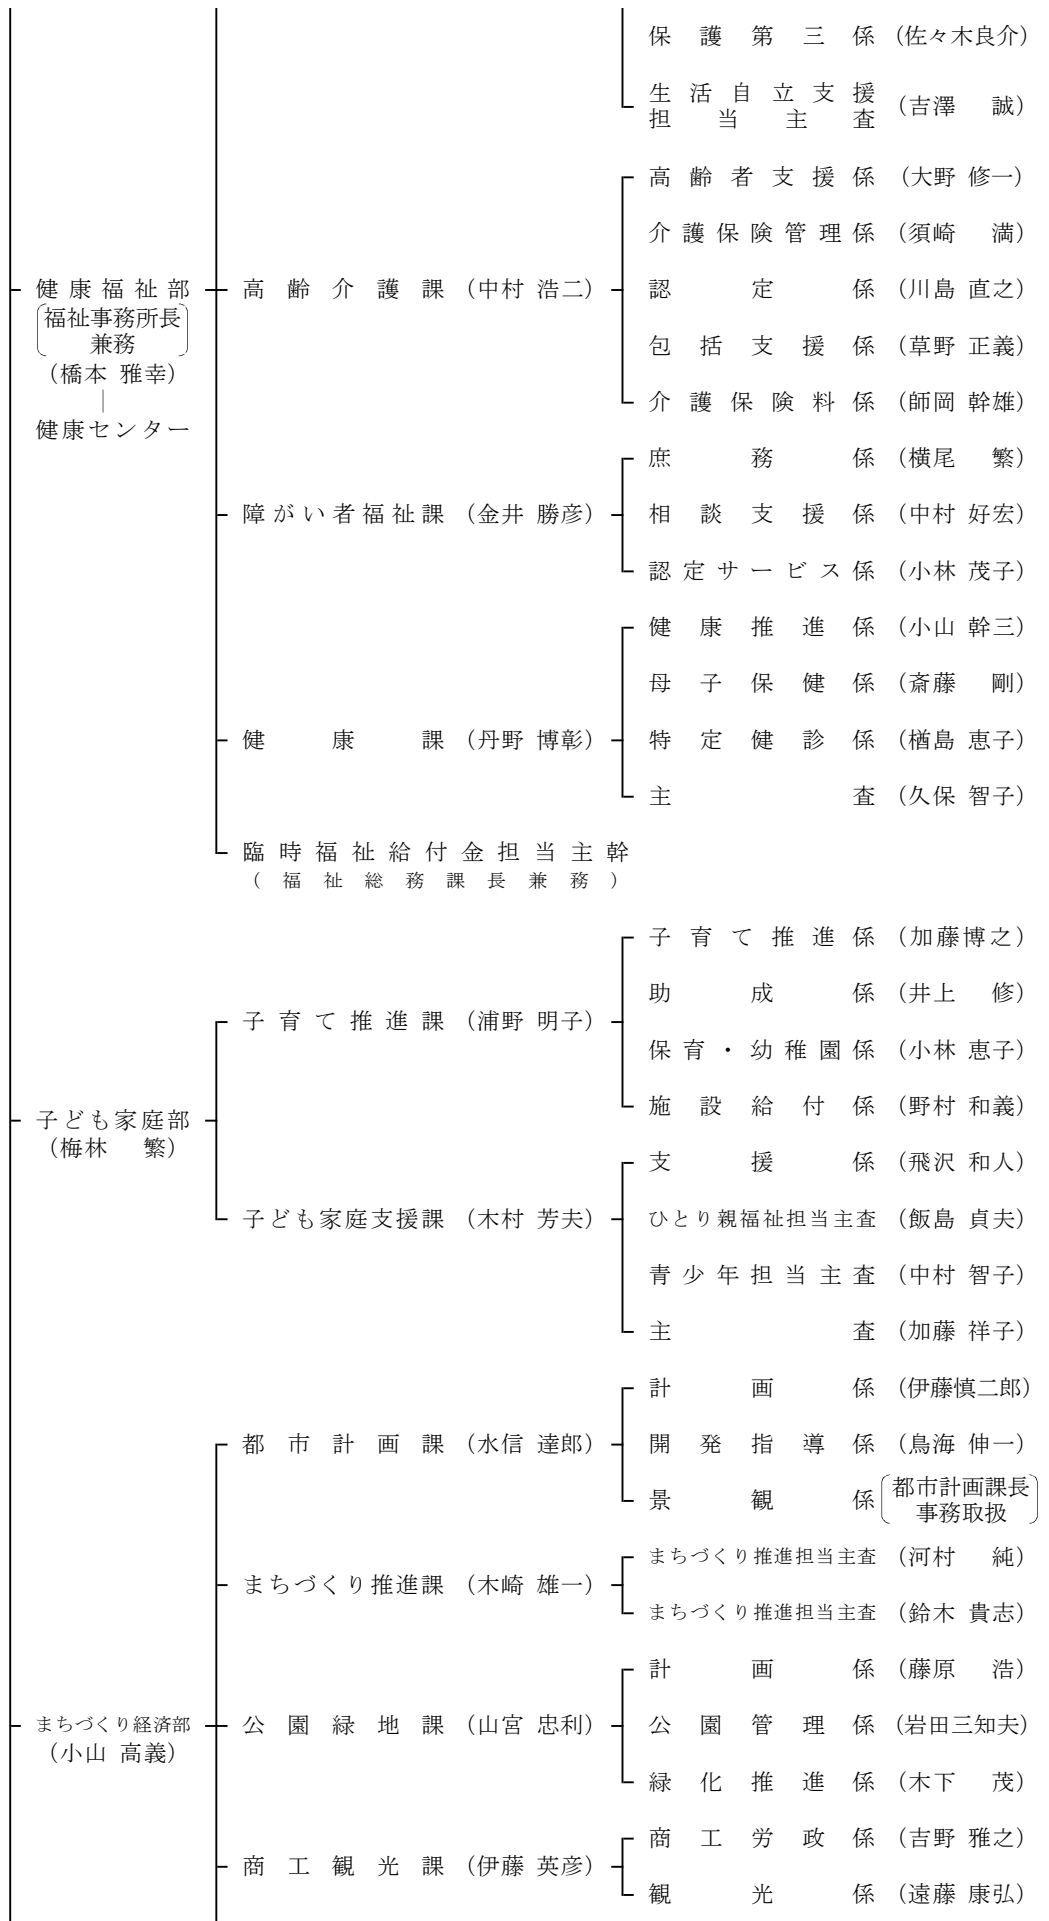 保護第三係（佐々木良介）
生活自立支援
担当主査（吉澤　誠）
高齢者支援係（大野 修一）
介護保険管理係（須崎　満）
健康福祉部　高齢介護課（中村 浩二）　認定係（川島 直之）
福祉事務所長
兼務
包括支援係（草野 正義）
（橋本 雅幸）
介護保険料係（師岡 幹雄）
健康センター
庶務係（横尾　繁）
障がい者福祉課（金井 勝彦）　相談支援係（中村 好宏）
認定サービス係（小林 茂子）
健康推進係（小山 幹三）
母子保健係（斎藤　剛）
健康課（丹野 博彰）　特定健診係（楢島 恵子）
主査（久保 智子）
臨時福祉給付金担当主幹
（福祉総務課長兼務）
子育て推進係（加藤博之）
助成係（井上　修）
子育て推進課（浦野 明子）
保育・幼稚園係（小林 恵子）
子ども家庭部　施設給付係（野村 和義）
（梅林　繁）
支援係（飛沢 和人）
子ども家庭支援課（木村 芳夫）　ひとり親福祉担当主査（飯島 貞夫）
青少年担当主査（中村 智子）
主査（加藤 祥子）
計画係（伊藤慎二郎）
都市計画課（水信 達郎）　開発指導係（鳥海 伸一）
景観係　都市計画課長
事務取扱
まちづくり推進担当主査（河村　純）
まちづくり推進課（木崎 雄一）
まちづくり推進担当主査（鈴木 貴志）
計画係（藤原　浩）
まちづくり経済部　公園緑地課（山宮 忠利）　公園管理係（岩田三知夫）
（小山 高義）
緑化推進係（木下　茂）
商工労政係（吉野 雅之）
商工観光課（伊藤 英彦）
観光係（遠藤 康弘）